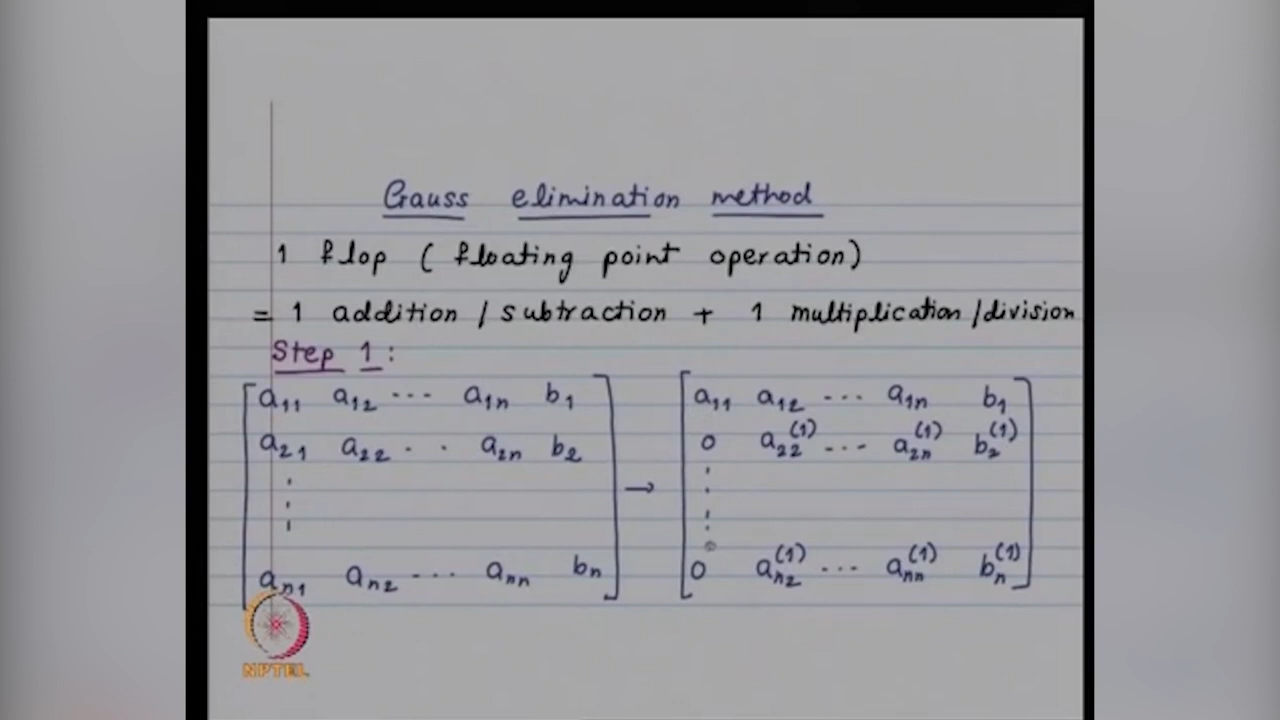 Gauss elimination method
1 flop ( floating point operation)
= 1 addition / subtraction + 1 multiplication /division
Step 1 :
[ a11 a12 ... a1n b1 ] [ a11 a12 ... a1n b1 ]
[ a21 a22 . . a2n b2 ] [ 0 a22^(1) ... a2n^(1) b2^(1) ]
⋮ → ⋮
[ an1 an2 ... ann bn ] [ 0 an2^(1) ... ann^(1) bn^(1) ]
NPTEL